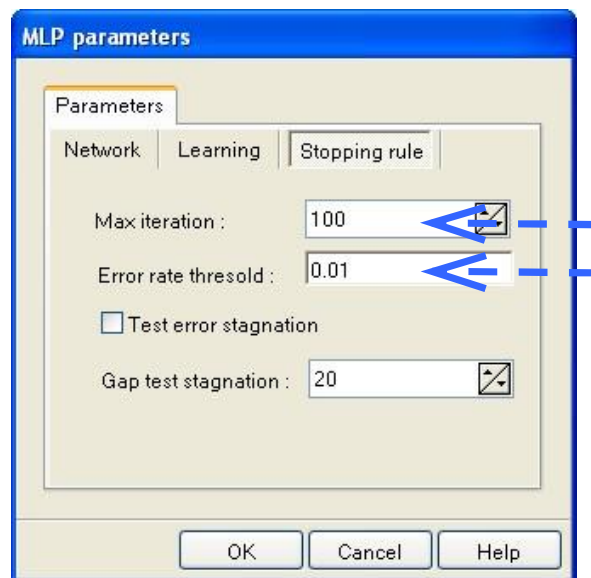 MLP parameters
Parameters
Network Learning Stopping rule
Max iteration : 100
Error rate thresold : 0.01
Test error stagnation
Gap test stagnation : 20
OK Cancel Help